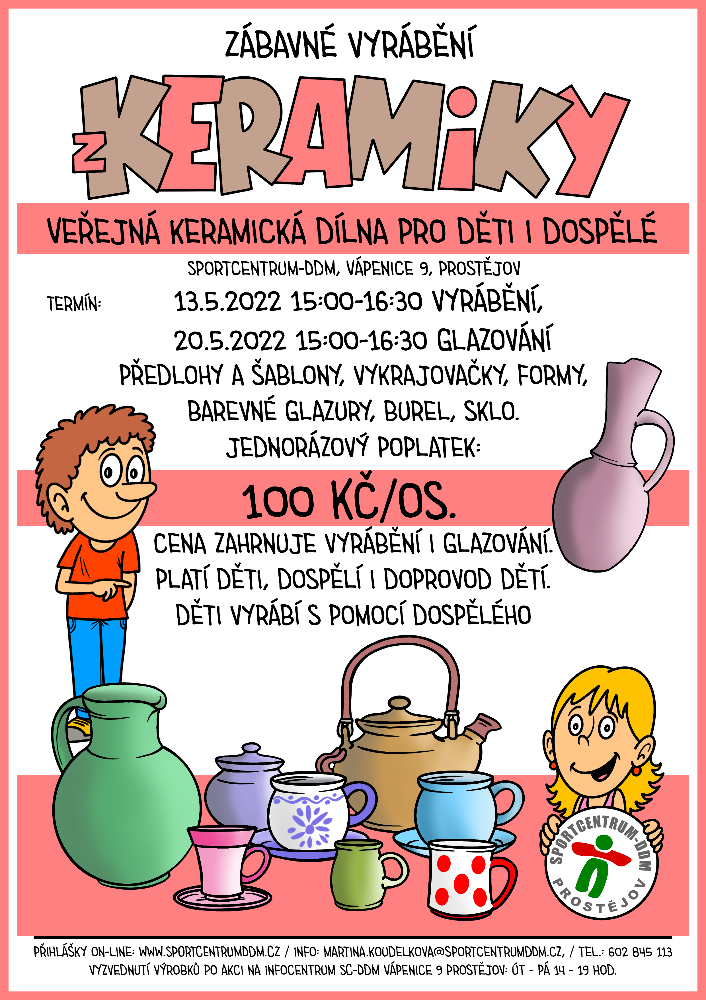 ZÁBAVNÉ VYRÁBĚNÍ
Z KERAMiKY
VEŘEJNÁ KERAMICKÁ DÍLNA PRO DĚTI I DOSPĚLÉ
SPORTCENTRUM-DDM, VÁPENICE 9, PROSTĚJOV
TERMÍN: 13.5.2022 15:00-16:30 VYRÁBĚNÍ,
20.5.2022 15:00-16:30 GLAZOVÁNÍ
PŘEDLOHY A ŠABLONY, VYKRAJOVAČKY, FORMY,
BAREVNÉ GLAZURY, BUREL, SKLO.
JEDNORÁZOVÝ POPLATEK:
100 KČ/OS.
CENA ZAHRNUJE VYRÁBĚNÍ I GLAZOVÁNÍ.
PLATÍ DĚTI, DOSPĚLÍ I DOPROVOD DĚTÍ.
DĚTI VYRÁBÍ S POMOCÍ DOSPĚLÉHO
SPORTCENTRUM-DDM
PROSTĚJOV
PŘIHLÁŠKY ON-LINE: WWW.SPORTCENTRUMDDM.CZ / INFO: MARTINA.KOUDELKOVA@SPORTCENTRUMDDM.CZ, / TEL.: 602 845 113
VYZVEDNUTÍ VÝROBKŮ PO AKCI NA INFOCENTRUM SC-DDM VÁPENICE 9 PROSTĚJOV: ÚT - PÁ 14 - 19 HOD.